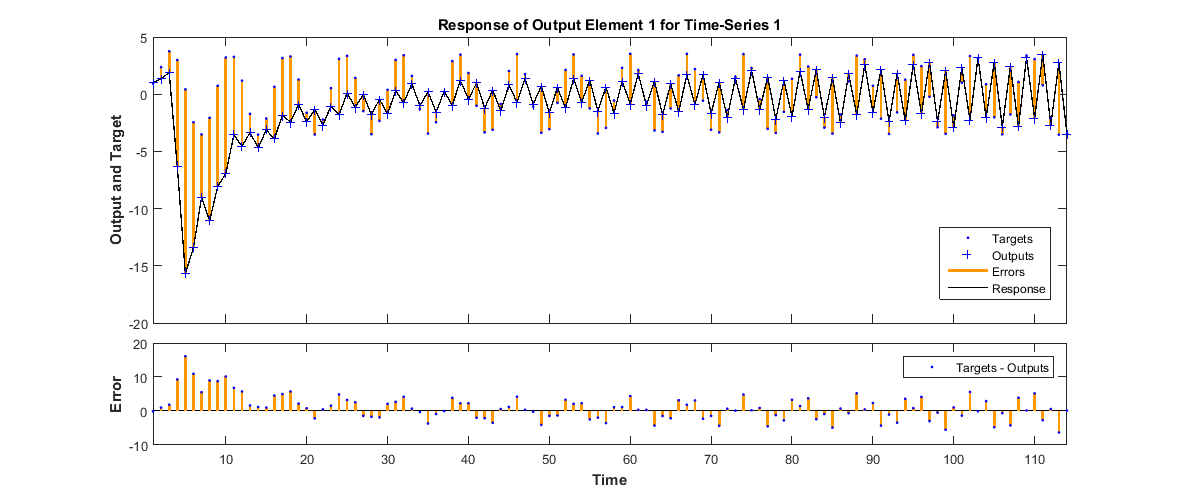 Response of Output Element 1 for Time-Series 1
Output and Target
5
0
-5
-10
-15
-20
Targets
Outputs
Errors
Response
Error
20
10
0
-10
Targets - Outputs
10 20 30 40 50 60 70 80 90 100 110
Time